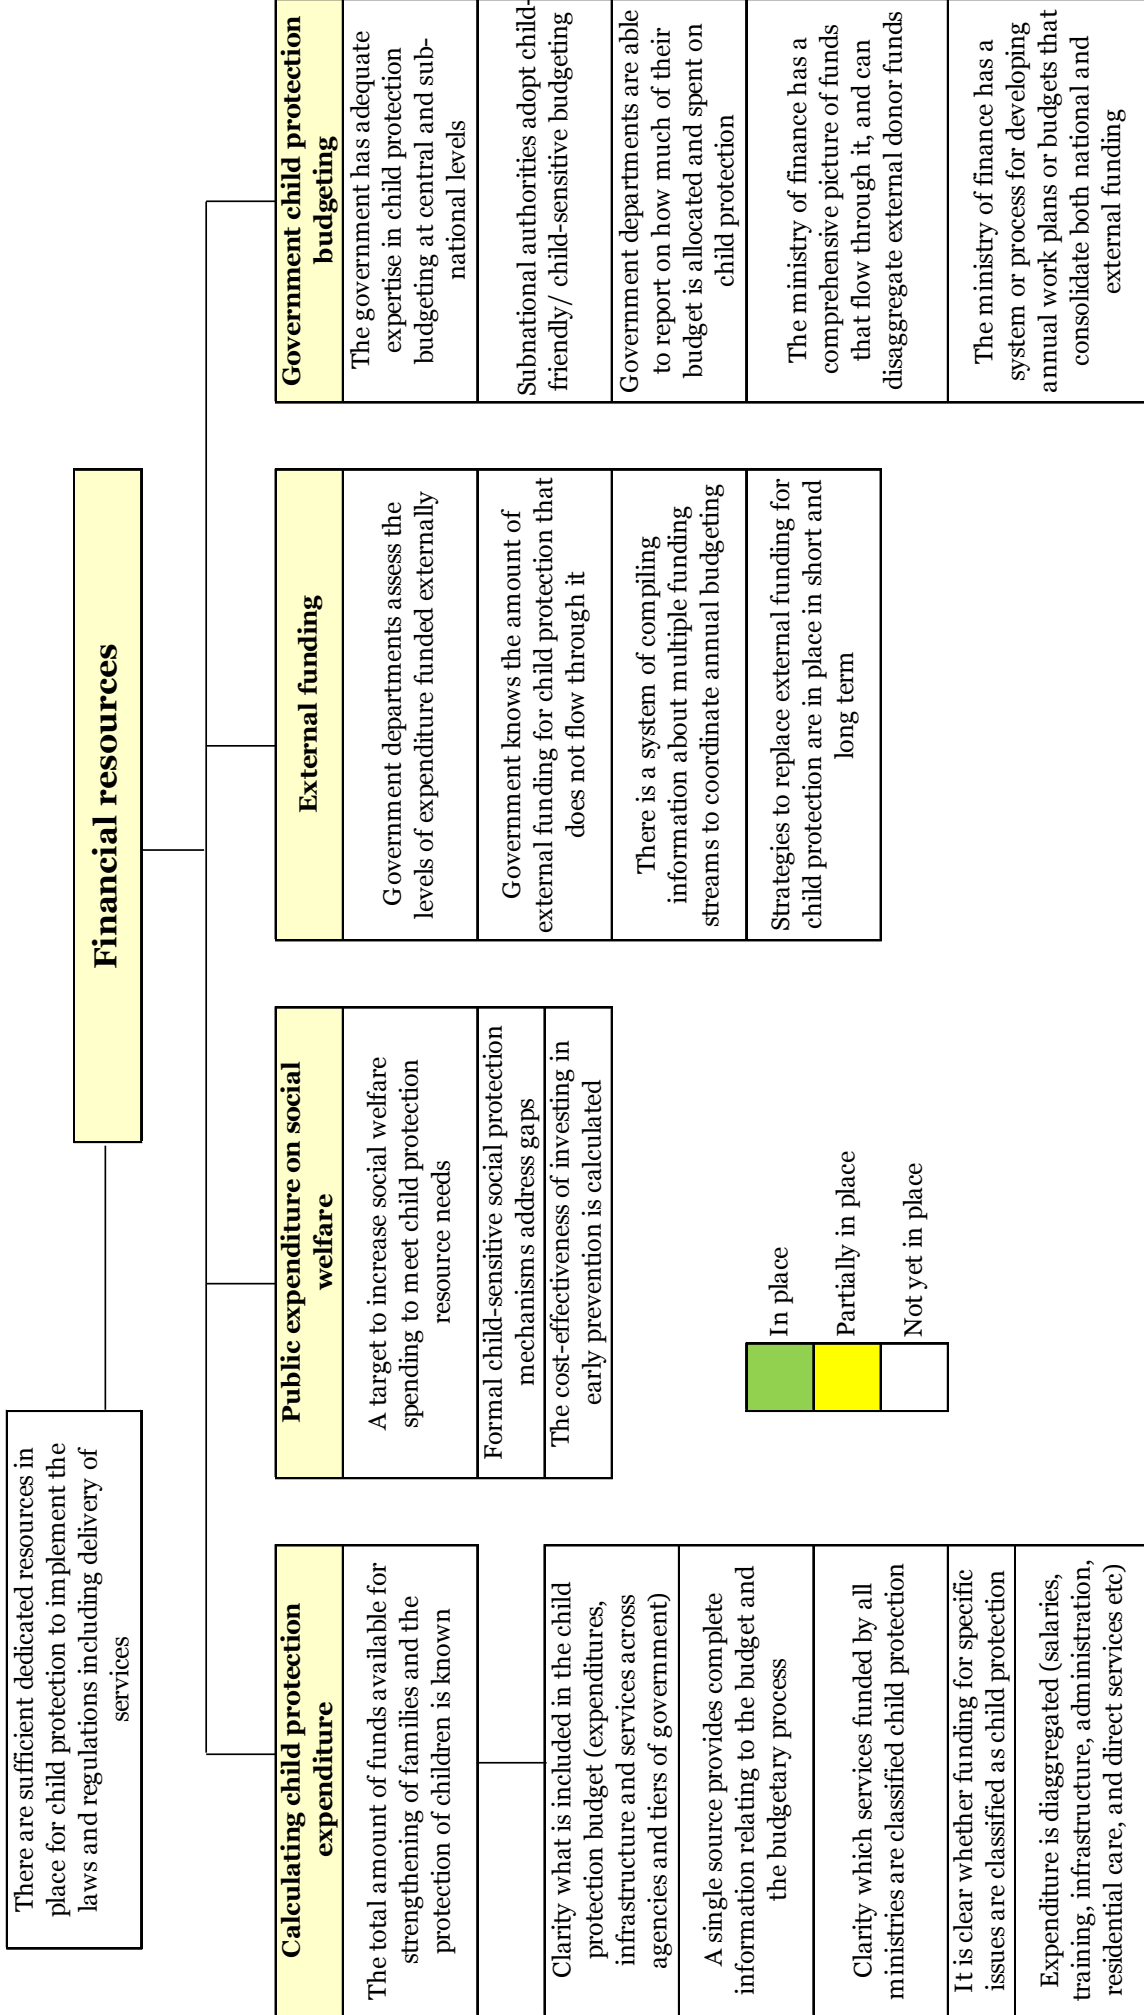 There are sufficient dedicated resources in
place for child protection to implement the
laws and regulations including delivery of
services
Financial resources
Calculating child protection
expenditure
The total amount of funds available for
strengthening of families and the
protection of children is known
Clarity what is included in the child
protection budget (expenditures,
infrastructure and services across
agencies and tiers of government)
A single source provides complete
information relating to the budget and
the budgetary process
Clarity which services funded by all
ministries are classified child protection
It is clear whether funding for specific
issues are classified as child protection
Expenditure is diaggregated (salaries,
training, infrastructure, administration,
residential care, and direct services etc)
Public expenditure on social
welfare
A target to increase social welfare
spending to meet child protection
resource needs
Formal child-sensitive social protection
mechanisms address gaps
The cost-effectiveness of investing in
early prevention is calculated
External funding
Government departments assess the
levels of expenditure funded externally
Government knows the amount of
external funding for child protection that
does not flow through it
There is a system of compiling
information about multiple funding
streams to coordinate annual budgeting
Strategies to replace external funding for
child protection are in place in short and
long term
Government child protection
budgeting
The government has adequate
expertise in child protection
budgeting at central and sub-
national levels
Subnational authorities adopt child-
friendly/ child-sensitive budgeting
Government departments are able
to report on how much of their
budget is allocated and spent on
child protection
The ministry of finance has a
comprehensive picture of funds
that flow through it, and can
disaggregate external donor funds
The ministry of finance has a
system or process for developing
annual work plans or budgets that
consolidate both national and
external funding
In place
Partially in place
Not yet in place